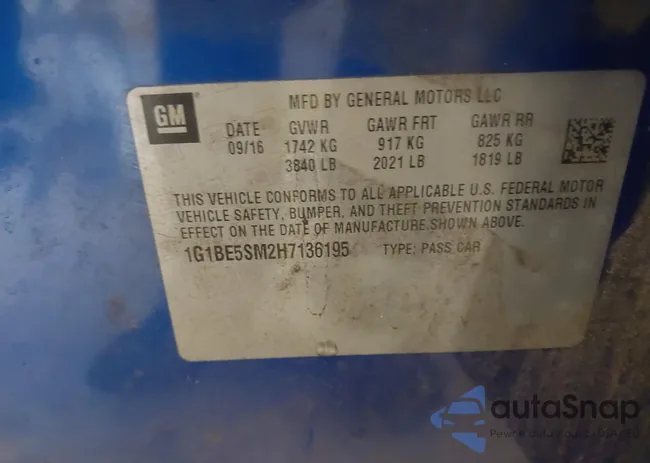 GM
MFD BY GENERAL MOTORS LLC
DATE GVWR GAWR FRT GAWR RR
09/16 1742 KG 917 KG 825 KG
3840 LB 2021 LB 1819 LB
THIS VEHICLE CONFORMS TO ALL APPLICABLE U.S. FEDERAL MOTOR
VEHICLE SAFETY, BUMPER, AND THEFT PREVENTION STANDARDS IN
EFFECT ON THE DATE OF MANUFACTURE SHOWN ABOVE.
1G1BE5SM2H7136195 TYPE: PASS CAR
autoSnap